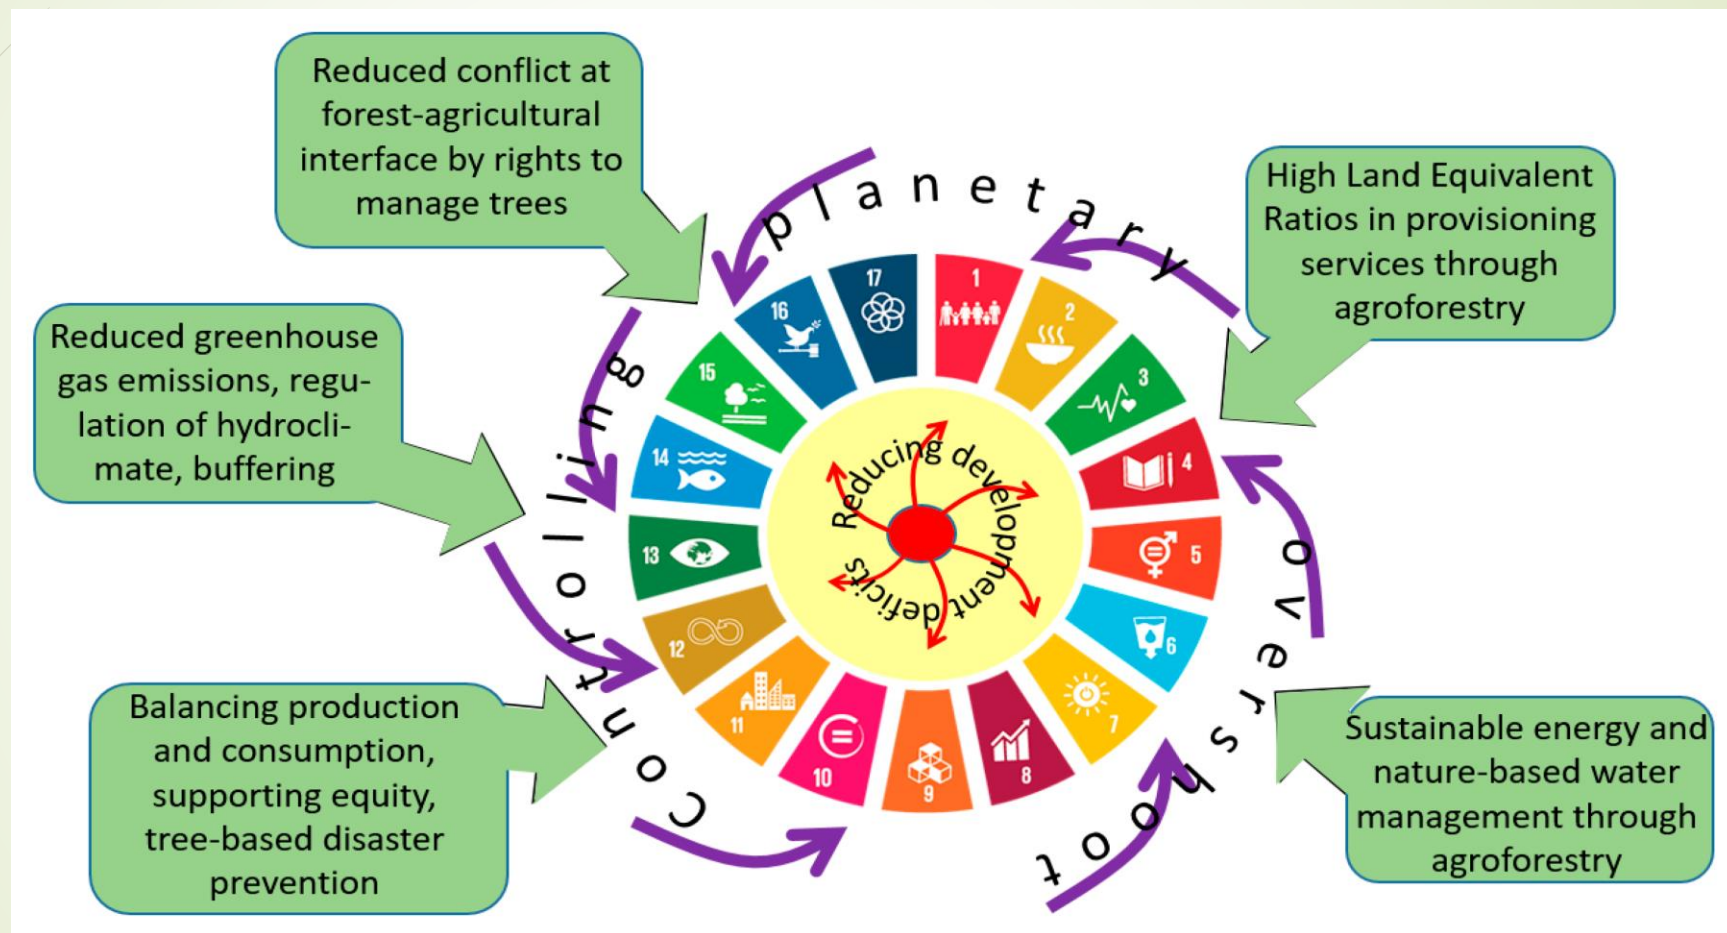 Reduced conflict at
forest-agricultural
interface by rights to
manage trees
High Land Equivalent
Ratios in provisioning
services through
agroforestry
Reduced greenhouse
gas emissions, regu-
lation of hydrocli-
mate, buffering
Balancing production
and consumption,
supporting equity,
tree-based disaster
prevention
Sustainable energy and
nature-based water
management through
agroforestry
Controlling planetary overshoot
Reducing development deficits
1
2
3
4
5
6
7
8
9
10
11
12
13
14
15
16
17